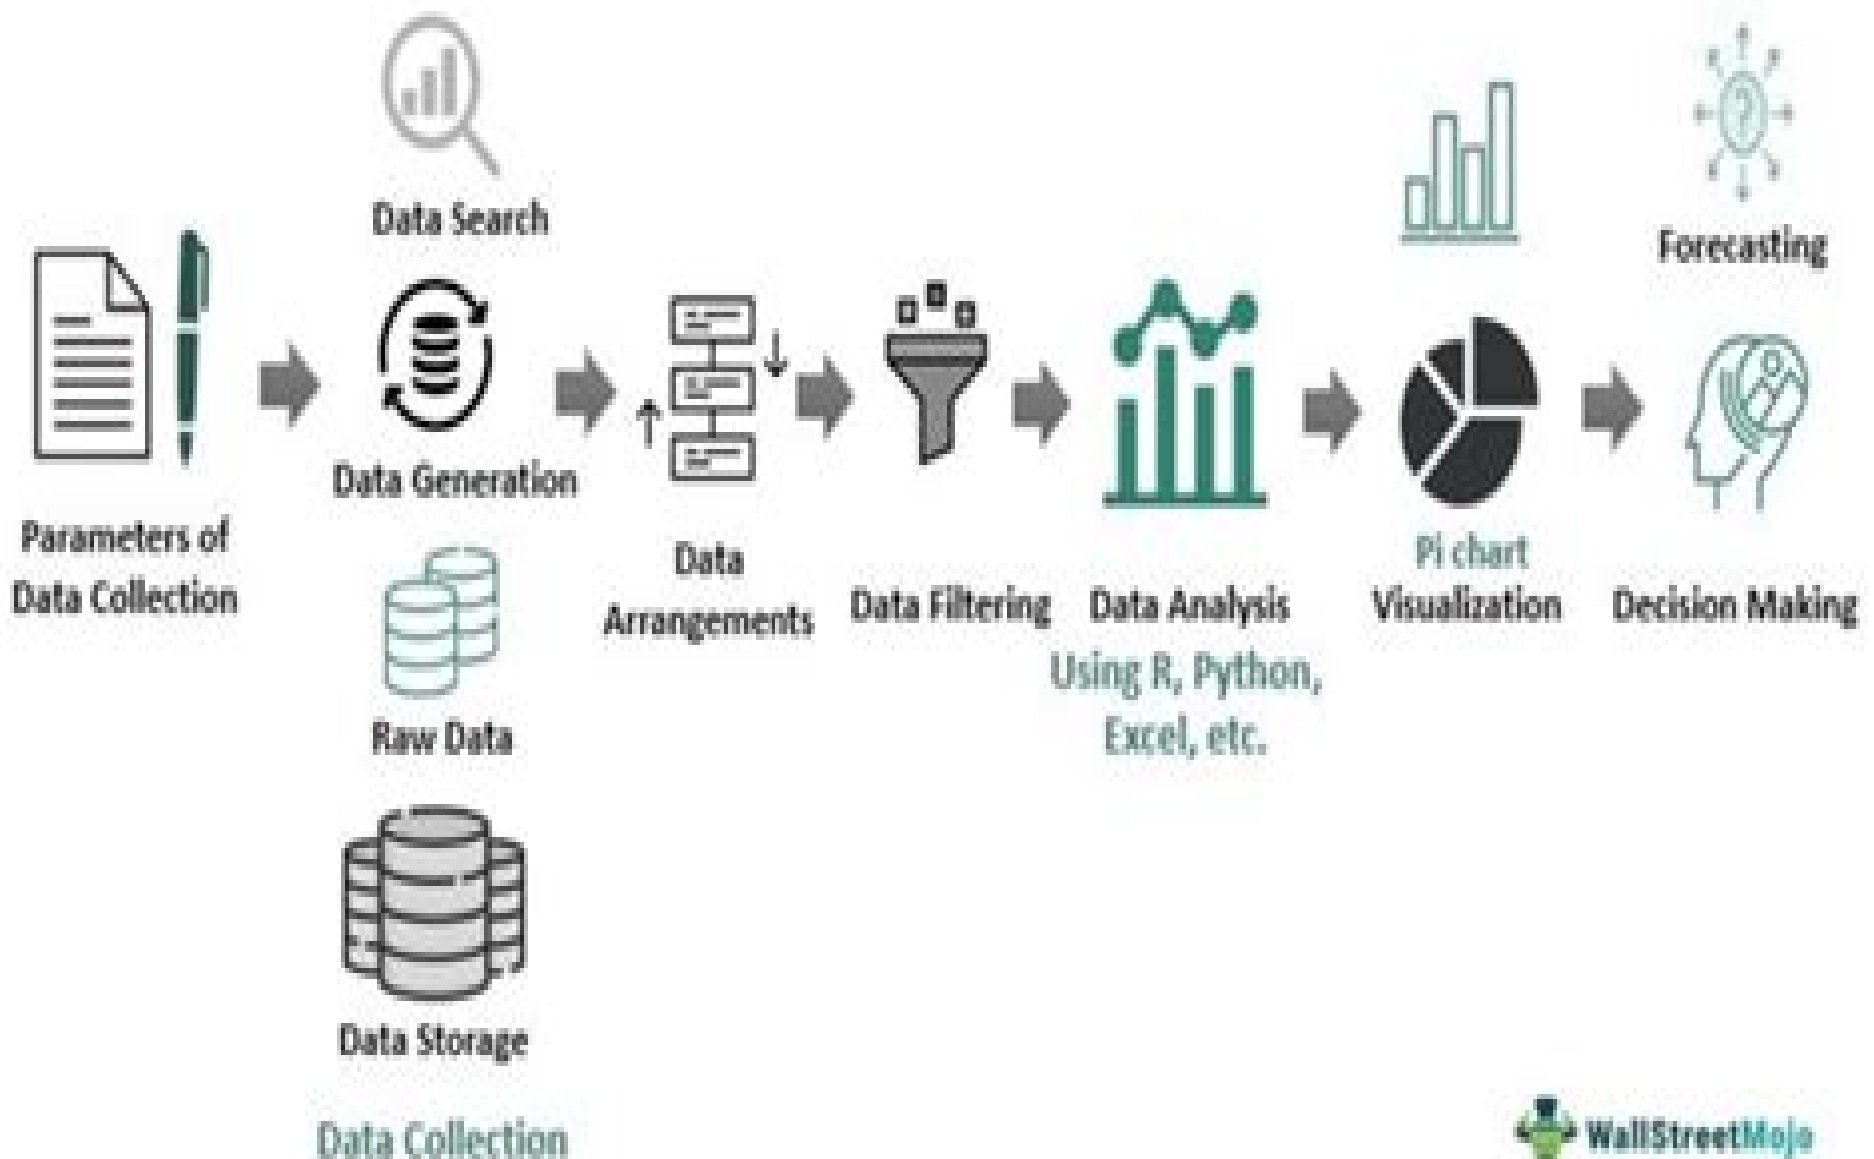 Data Search
Forecasting
Data Generation
Parameters of
Data Collection
Data
Arrangements
Data Filtering
Data Analysis
Using R, Python,
Excel, etc.
Pi chart
Visualization
Decision Making
Raw Data
Data Storage
Data Collection
WallStreetMojo